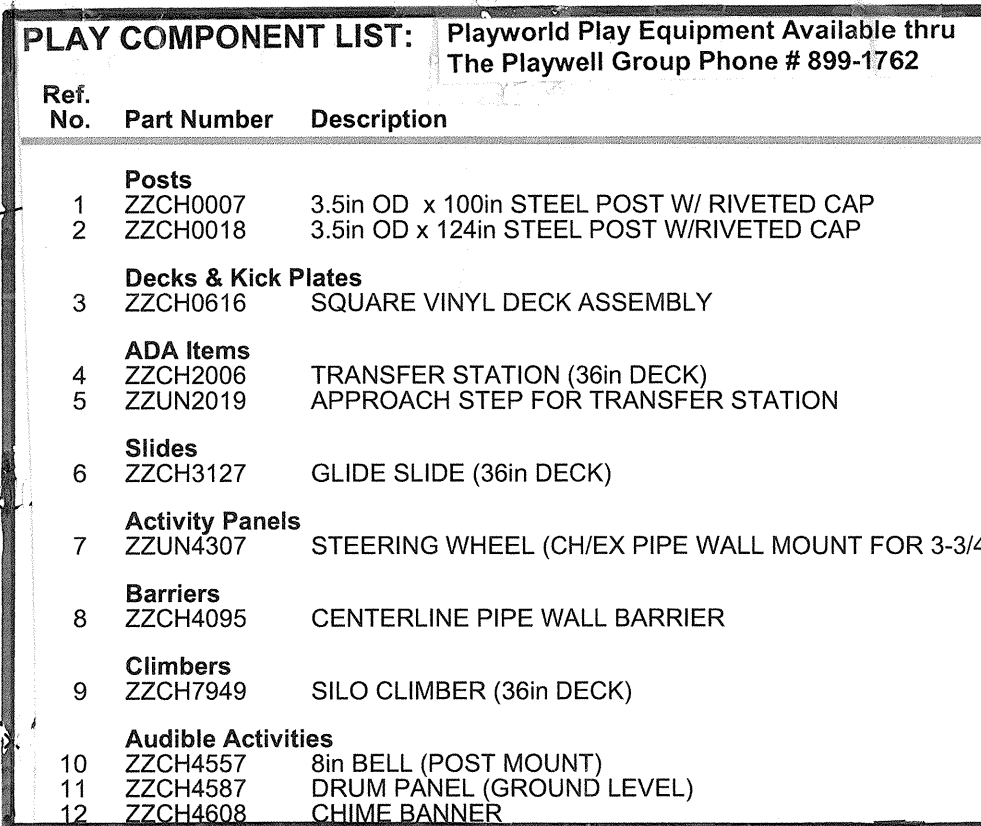 PLAY COMPONENT LIST:
Playworld Play Equipment Available thru
The Playwell Group Phone # 899-1762
Ref.
No. Part Number Description
Posts
1 ZZCH0007 3.5in OD x 100in STEEL POST W/ RIVETED CAP
2 ZZCH0018 3.5in OD x 124in STEEL POST W/RIVETED CAP
Decks & Kick Plates
3 ZZCH0616 SQUARE VINYL DECK ASSEMBLY
ADA Items
4 ZZCH2006 TRANSFER STATION (36in DECK)
5 ZZUN2019 APPROACH STEP FOR TRANSFER STATION
Slides
6 ZZCH3127 GLIDE SLIDE (36in DECK)
Activity Panels
7 ZZUN4307 STEERING WHEEL (CH/EX PIPE WALL MOUNT FOR 3-3/4
Barriers
8 ZZCH4095 CENTERLINE PIPE WALL BARRIER
Climbers
9 ZZCH7949 SILO CLIMBER (36in DECK)
Audible Activities
10 ZZCH4557 8in BELL (POST MOUNT)
11 ZZCH4587 DRUM PANEL (GROUND LEVEL)
12 ZZCH4608 CHIME BANNER